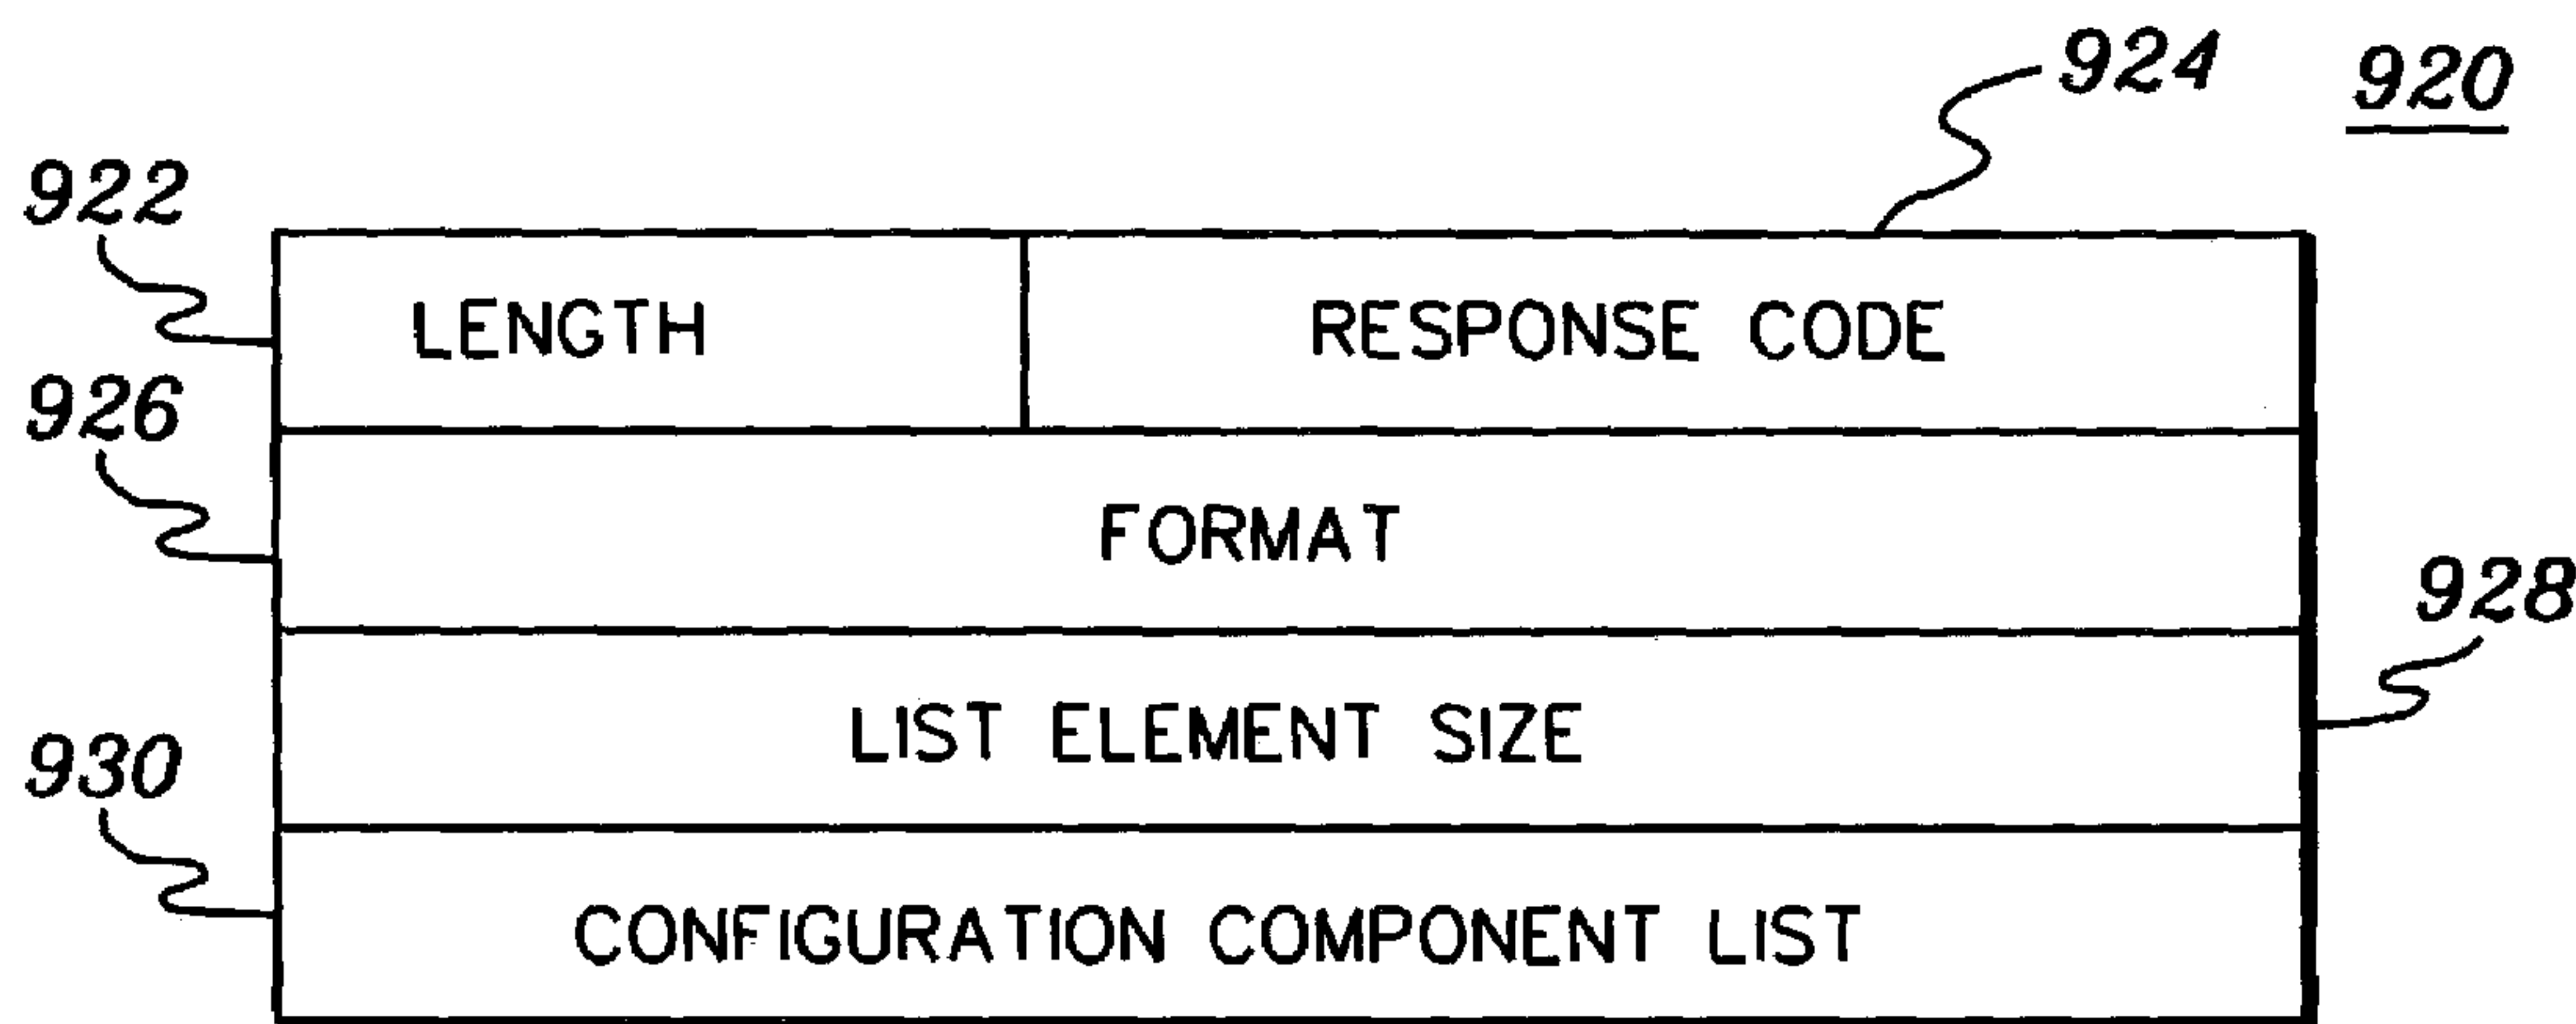 924 920
922
LENGTH RESPONSE CODE
926
FORMAT
928
LIST ELEMENT SIZE
930
CONFIGURATION COMPONENT LIST